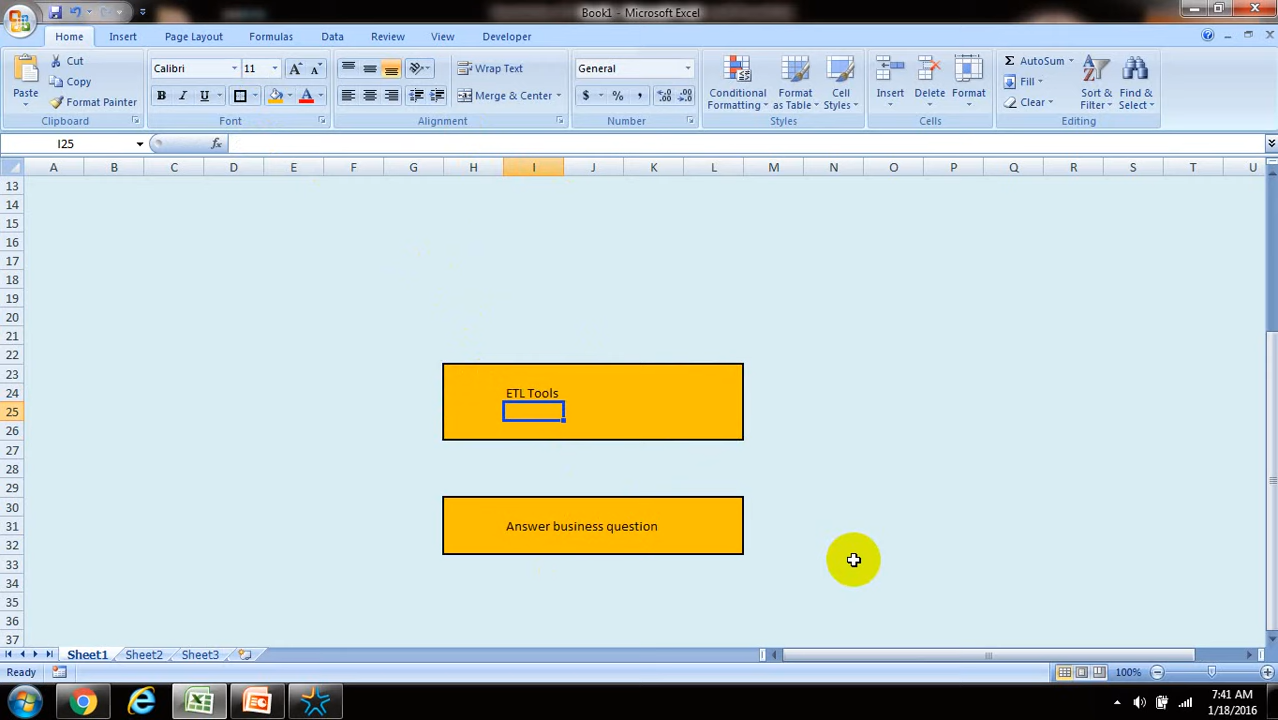 Book1 - Microsoft Excel
Home Insert Page Layout Formulas Data Review View Developer
Cut
Copy
Format Painter
Paste
Clipboard
Calibri 11
B I U A
Font
Wrap Text
Merge & Center
Alignment
General
$ % ,
Number
Conditional Formatting
Format as Table
Cell Styles
Styles
Insert Delete Format
Cells
Σ AutoSum
Fill
Clear
Sort & Filter
Find & Select
Editing
I25 fx
A B C D E F G H I J K L M N O P Q R S T U
13
14
15
16
17
18
19
20
21
22
23
24 ETL Tools
25
26
27
28
29
30
31 Answer business question
32
33
34
35
36
37
Sheet1 Sheet2 Sheet3
Ready 100%
7:41 AM
1/18/2016